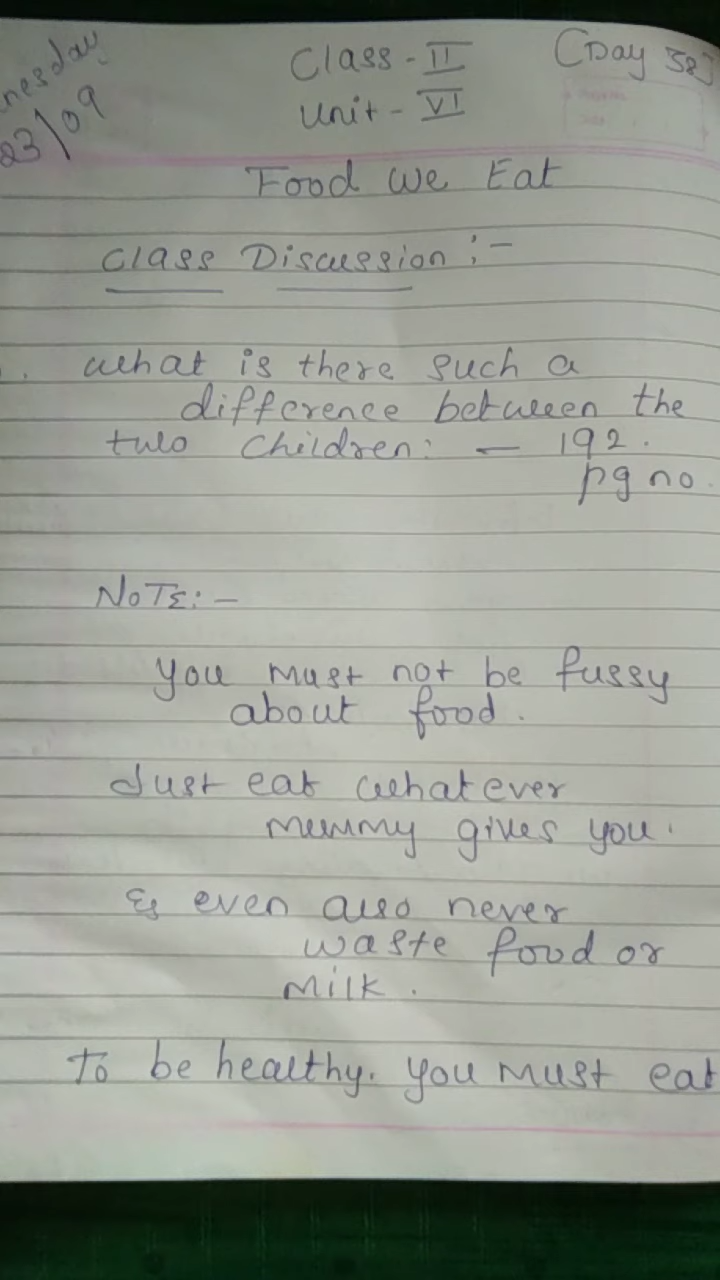 nesday
23/09
Class - II
(Day 38)
Unit - VI
Food We Eat
Class Discussion :-
what is there such a
difference between the
two children: - 192.
pg no.
NOTE: -
you must not be fussy
about food.
Just eat whatever
mummy gives you.
& even also never
waste food or
milk.
To be healthy. you must eat